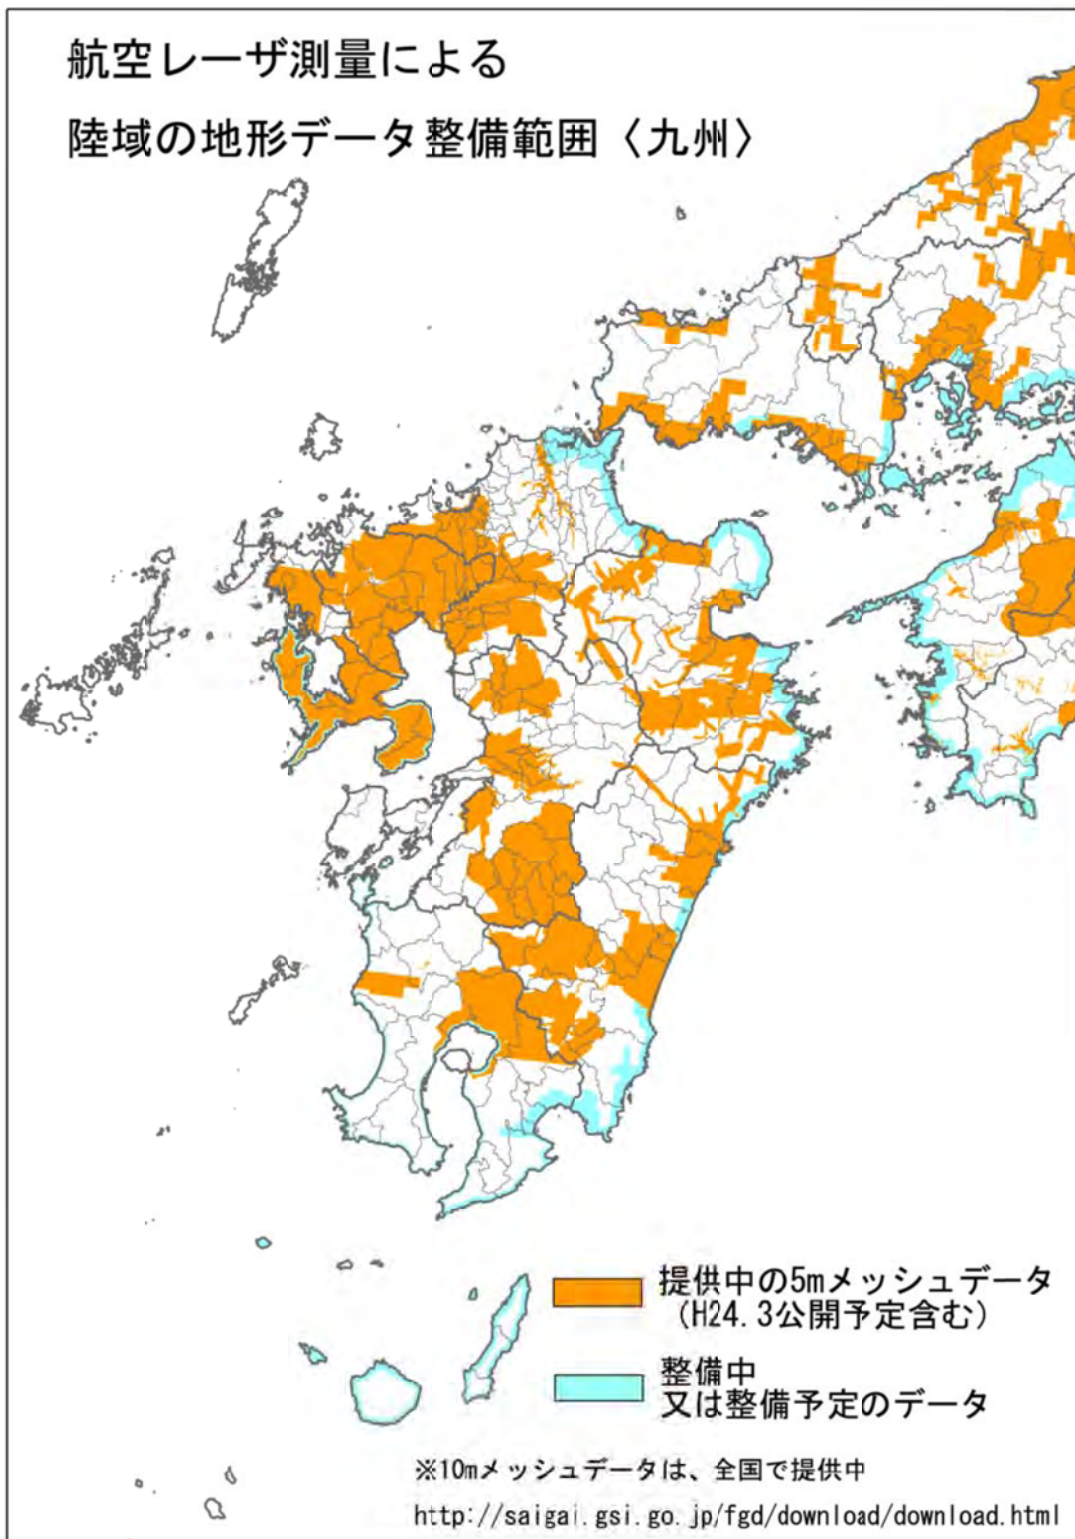 航空レーザ測量による
陸域の地形データ整備範囲〈九州〉
提供中の5mメッシュデータ
（H24.3公開予定含む）
整備中
又は整備予定のデータ
※10mメッシュデータは、全国で提供中
http://saigai.gsi.go.jp/fgd/download/download.html